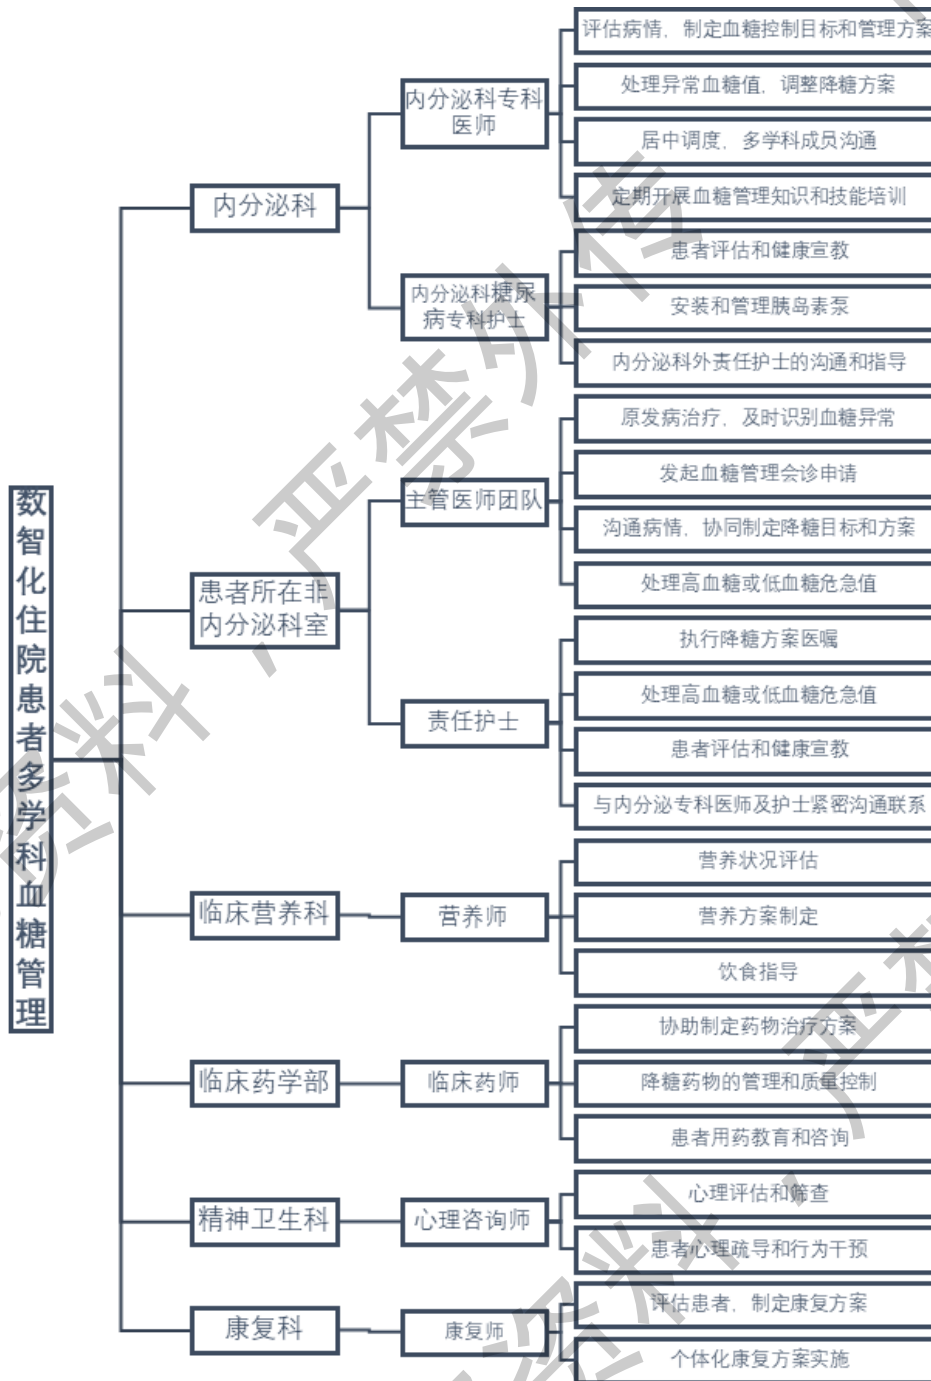 数智化住院患者多学科血糖管理
内分泌科
内分泌科专科
医师
评估病情，制定血糖控制目标和管理方案
处理异常血糖值，调整降糖方案
居中调度，多学科成员沟通
定期开展血糖管理知识和技能培训
内分泌科糖尿
病专科护士
患者评估和健康宣教
安装和管理胰岛素泵
内分泌科外责任护士的沟通和指导
患者所在非
内分泌科室
主管医师团队
原发病治疗，及时识别血糖异常
发起血糖管理会诊申请
沟通病情，协同制定降糖目标和方案
处理高血糖或低血糖危急值
责任护士
执行降糖方案医嘱
处理高血糖或低血糖危急值
患者评估和健康宣教
与内分泌专科医师及护士紧密沟通联系
临床营养科
营养师
营养状况评估
营养方案制定
饮食指导
临床药学部
临床药师
协助制定药物治疗方案
降糖药物的管理和质量控制
患者用药教育和咨询
精神卫生科
心理咨询师
心理评估和筛查
患者心理疏导和行为干预
康复科
康复师
评估患者，制定康复方案
个体化康复方案实施
资料，严禁外传
资料，严禁